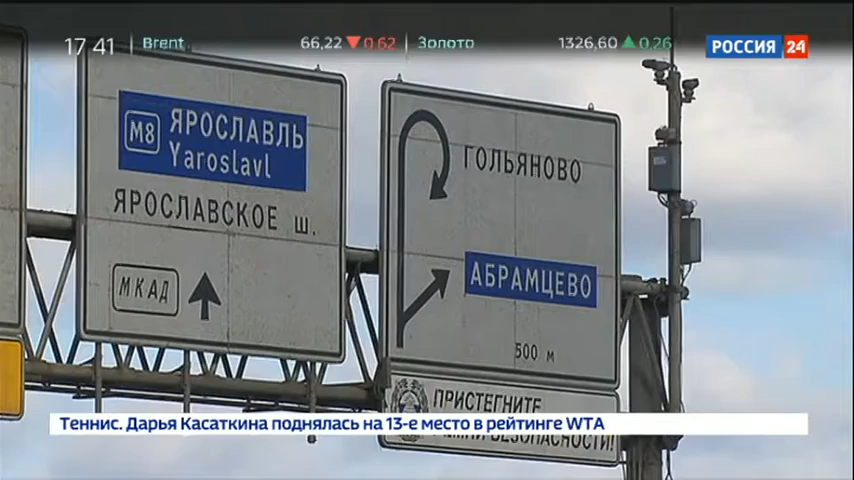 17:41 Brent 66,22 ▼0,62 Золото 1326,60 ▲0,26 РОССИЯ 24
М8 ЯРОСЛАВЛЬ
Yaroslavl
ЯРОСЛАВСКОЕ ш.
МКАД
ГОЛЬЯНОВО
АБРАМЦЕВО
500 м
ПРИСТЕГНИТЕ
БЕЗОПАСНОСТИ!
Теннис. Дарья Касаткина поднялась на 13-е место в рейтинге WTA